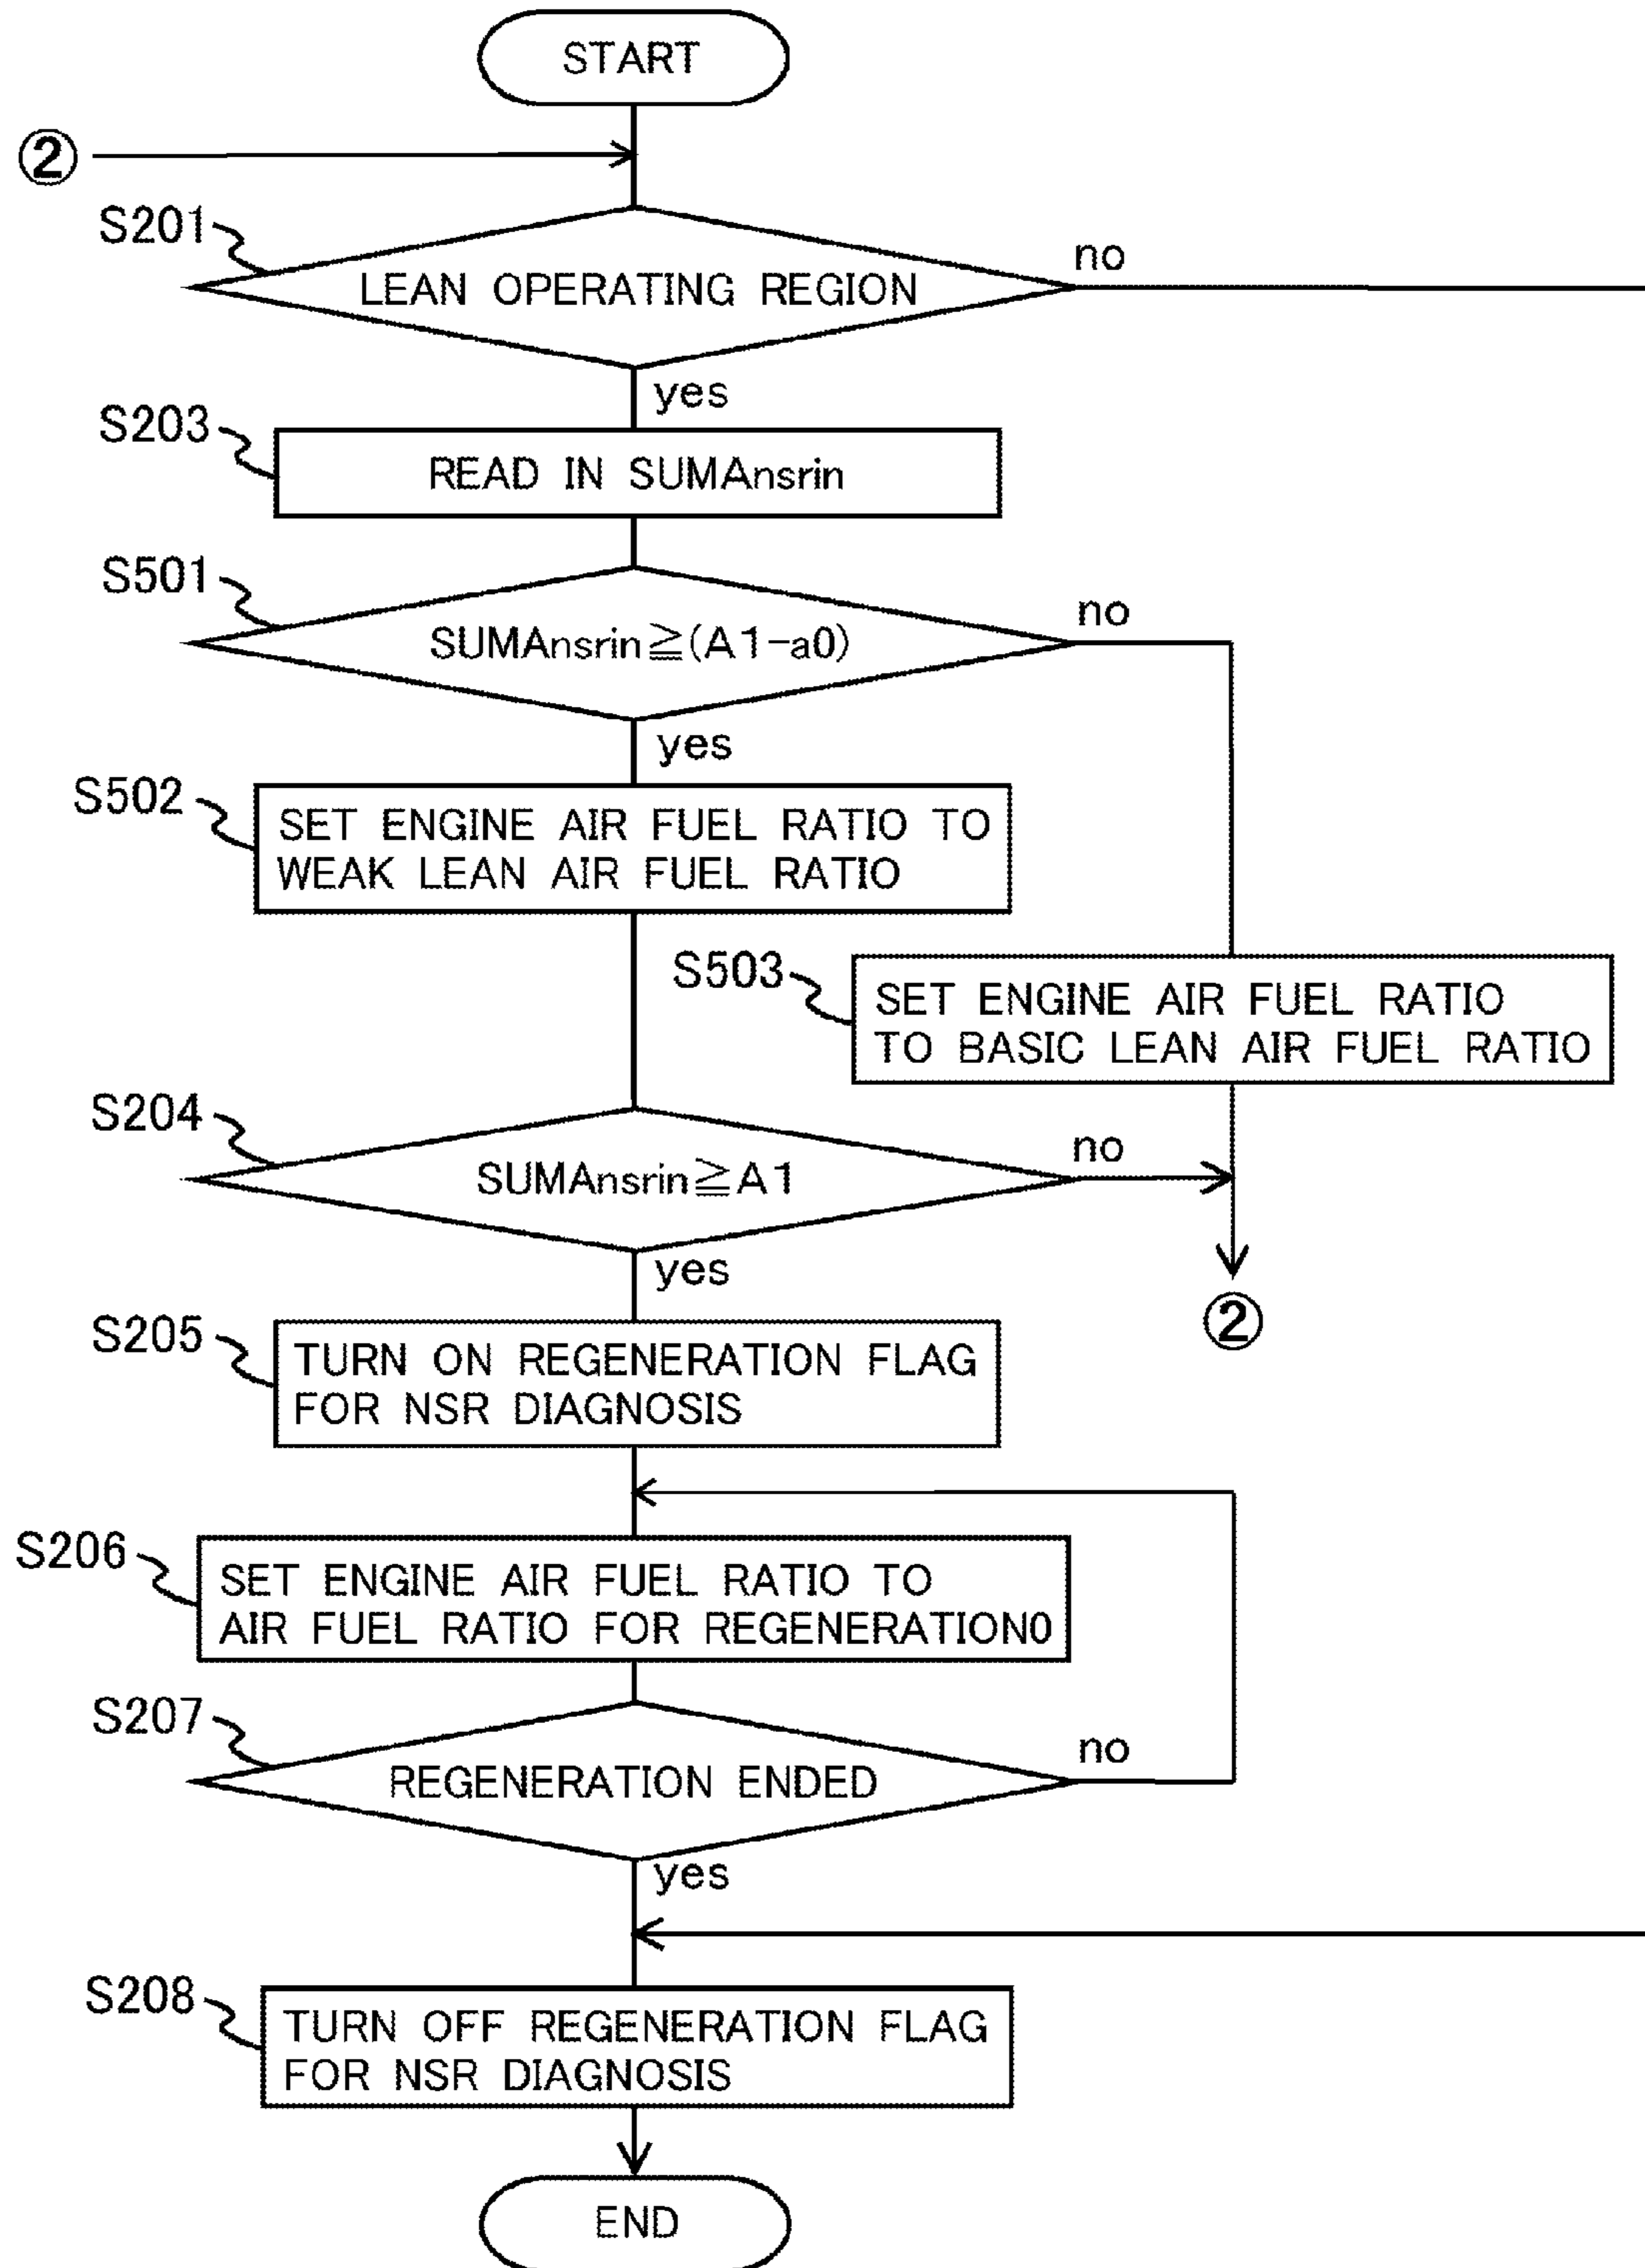 START
②
S201
LEAN OPERATING REGION
no
yes
S203
READ IN SUMAnsrin
S501
SUMAnsrin≧(A1-a0)
no
yes
S502
SET ENGINE AIR FUEL RATIO TO
WEAK LEAN AIR FUEL RATIO
S503
SET ENGINE AIR FUEL RATIO
TO BASIC LEAN AIR FUEL RATIO
S204
SUMAnsrin≧A1
no
yes
②
S205
TURN ON REGENERATION FLAG
FOR NSR DIAGNOSIS
S206
SET ENGINE AIR FUEL RATIO TO
AIR FUEL RATIO FOR REGENERATION0
S207
REGENERATION ENDED
no
yes
S208
TURN OFF REGENERATION FLAG
FOR NSR DIAGNOSIS
END